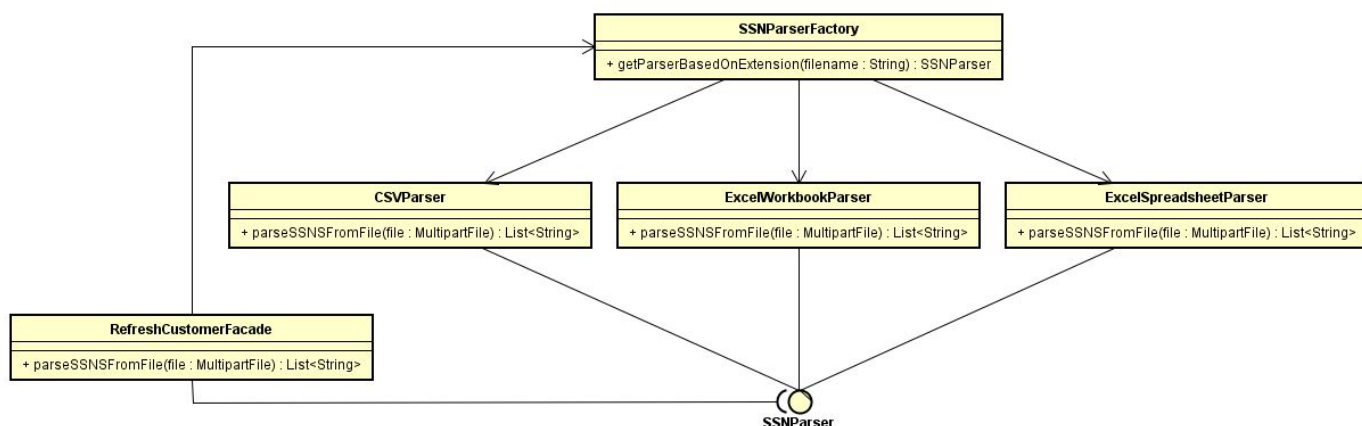 SSNParserFactory
+ getParserBasedOnExtension(filename : String) : SSNParser
CSVParser
+ parseSSNSFromFile(file : MultipartFile) : List<String>
ExcelWorkbookParser
+ parseSSNSFromFile(file : MultipartFile) : List<String>
ExcelSpreadsheetParser
+ parseSSNSFromFile(file : MultipartFile) : List<String>
RefreshCustomerFacade
+ parseSSNSFromFile(file : MultipartFile) : List<String>
SSNParser